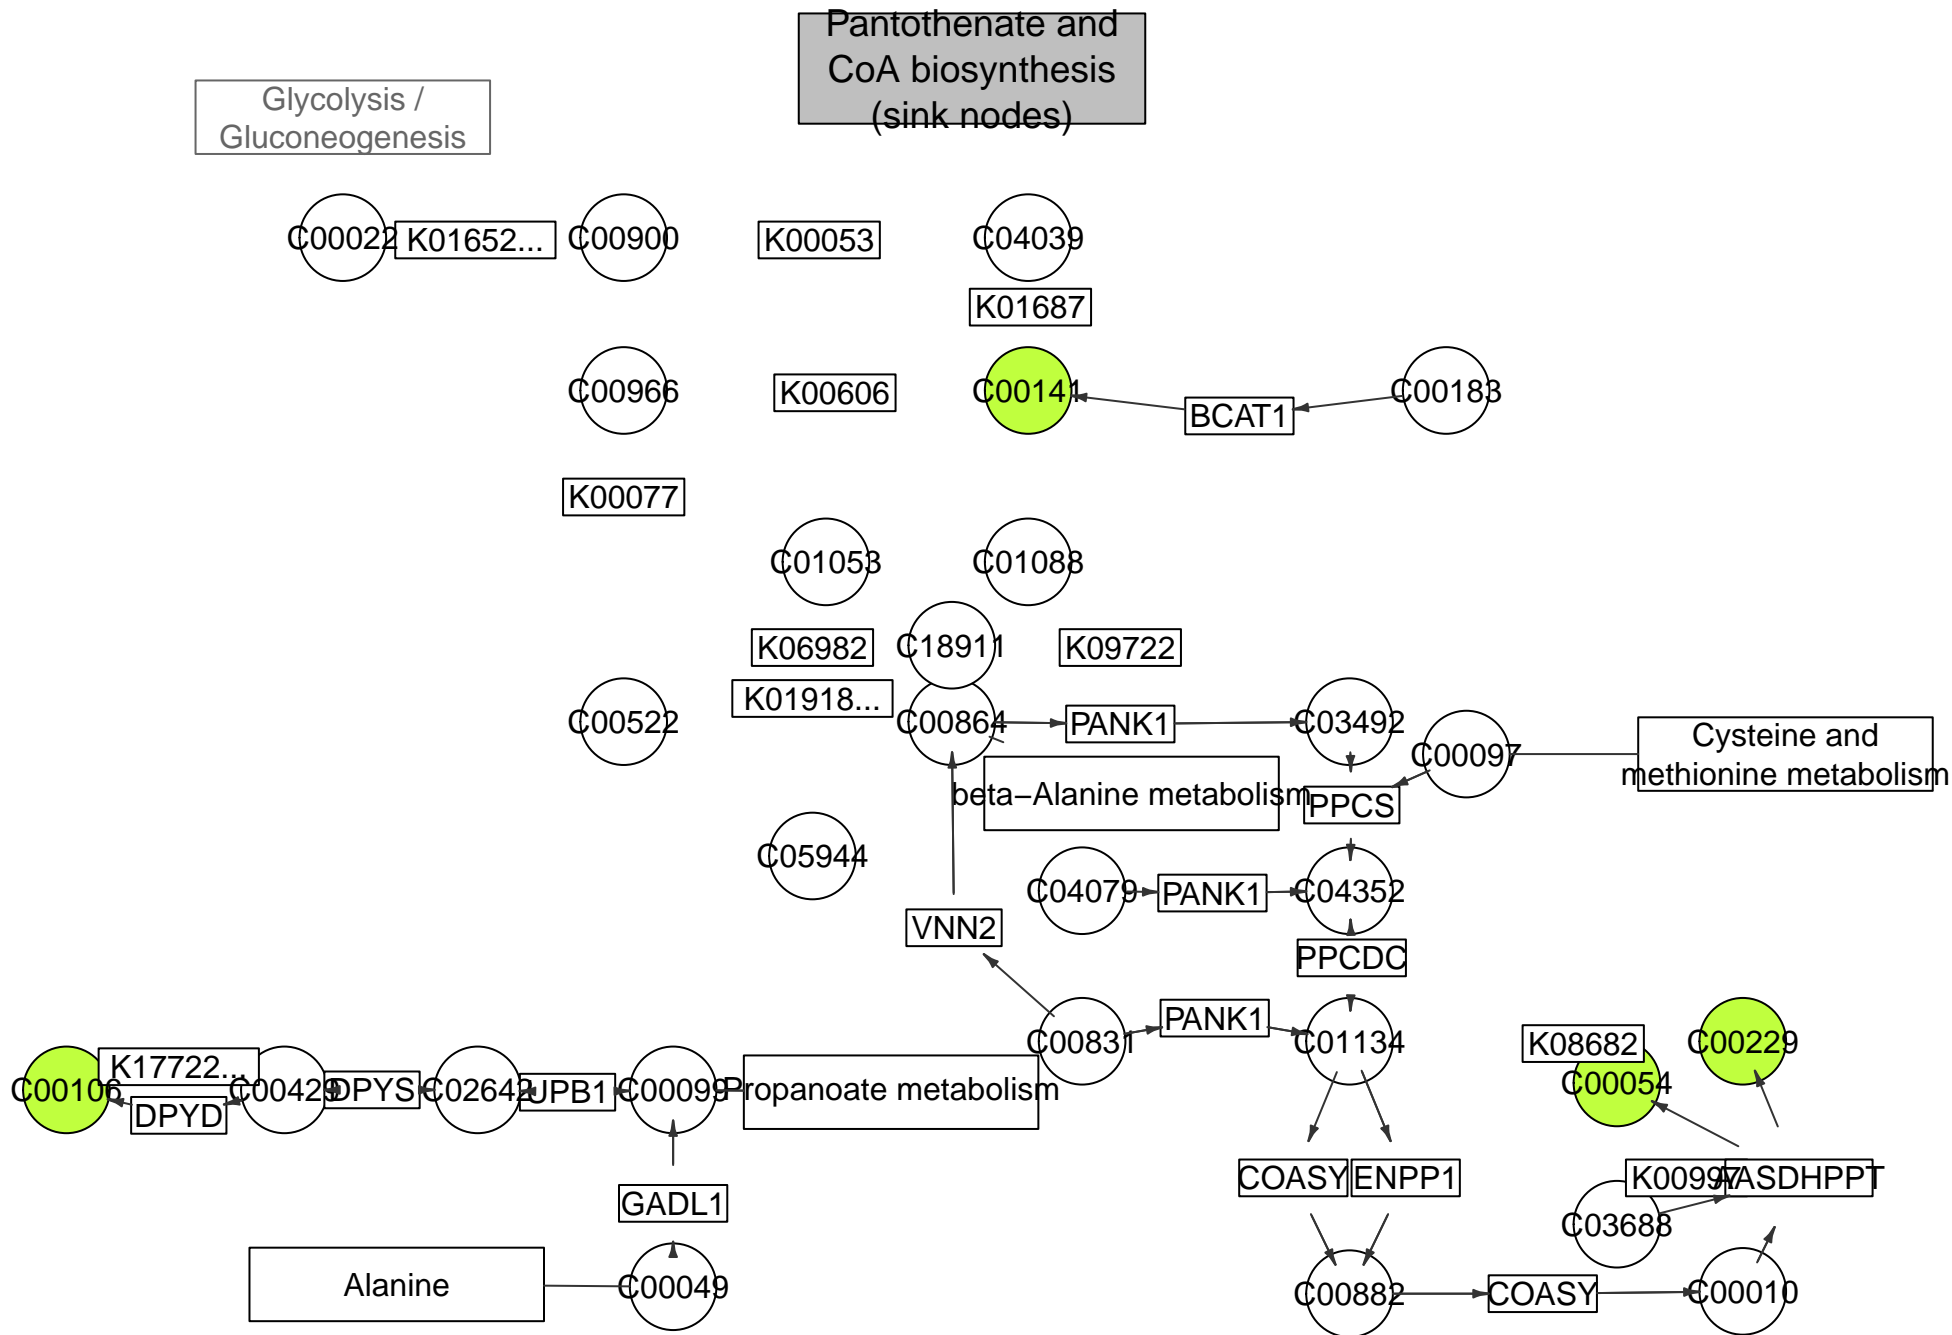 Pantothenate and
CoA biosynthesis
(sink nodes)
Glycolysis /
Gluconeogenesis
C00022
K01652...
C00900
K00053
C04039
K01687
C00966
K00606
C00141
BCAT1
C00183
K00077
C01053
C01088
K06982
C18911
K09722
K01918...
C00522
C00864
PANK1
C03492
C00097
Cysteine and
methionine metabolism
beta−Alanine metabolism
PPCS
C05944
C04079
PANK1
C04352
VNN2
PPCDC
C00831
PANK1
C01134
K08682
C00229
C00054
C00106
K17722...
DPYD
C00429
DPYS
C02642
UPB1
C00099
Propanoate metabolism
COASY
ENPP1
K00997
AASDHPPT
GADL1
C03688
Alanine
C00049
C00882
COASY
C00010